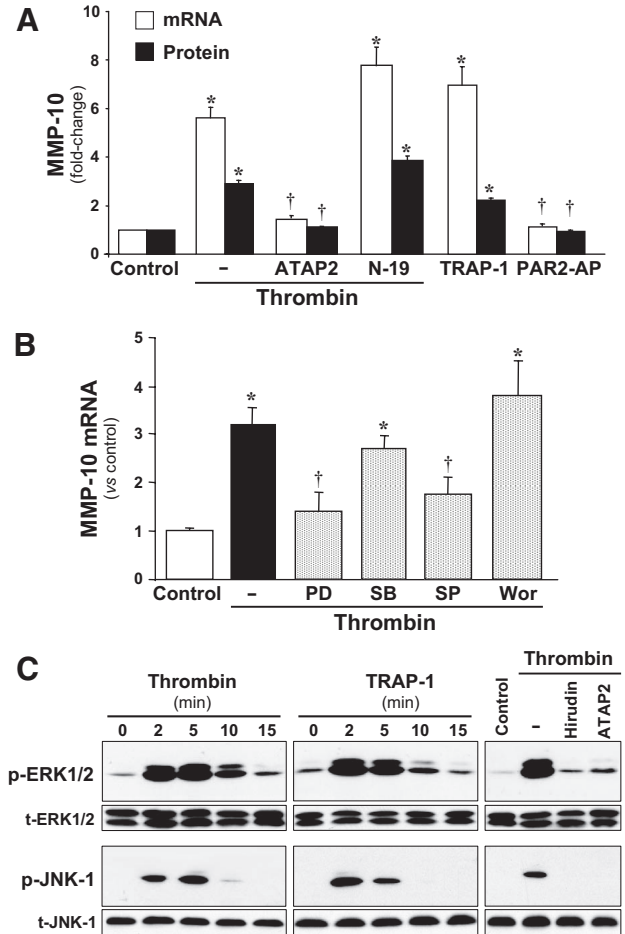 A
10
mRNA
Protein
8
6
4
2
0
MMP-10
(fold-change)
*
*
†
†
*
*
*
*
†
†
Control
–
ATAP2
N-19
TRAP-1
PAR2-AP
Thrombin
B
5
4
3
2
1
0
MMP-10 mRNA
(vs control)
*
†
*
†
*
Control
–
PD
SB
SP
Wor
Thrombin
C
Thrombin
(min)
0 2 5 10 15
TRAP-1
(min)
0 2 5 10 15
Thrombin
Control
–
Hirudin
ATAP2
p-ERK1/2
t-ERK1/2
p-JNK-1
t-JNK-1